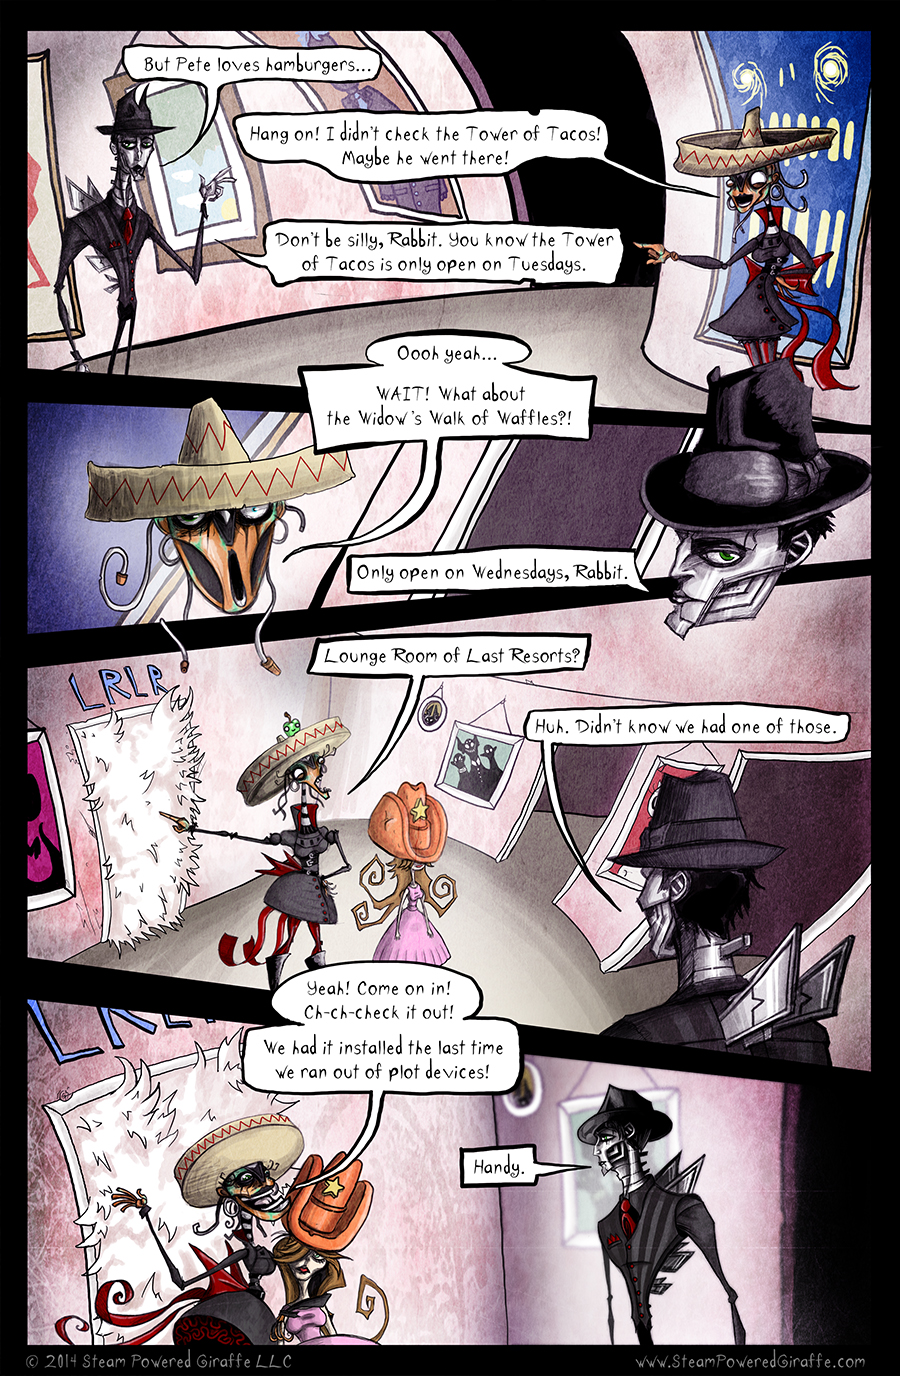 But Pete loves hamburgers...
Hang on! I didn't check the Tower of Tacos!
Maybe he went there!
Don't be silly, Rabbit. You know the Tower
of Tacos is only open on Tuesdays.
Oooh yeah...
WAIT! What about
the Widow's Walk of Waffles?!
Only open on Wednesdays, Rabbit.
LRLR
Lounge Room of Last Resorts?
Huh. Didn't know we had one of those.
LRLR
Yeah! Come on in!
Ch-ch-check it out!
We had it installed the last time
we ran out of plot devices!
Handy.
© 2014 Steam Powered Giraffe LLC
www.SteamPoweredGiraffe.com